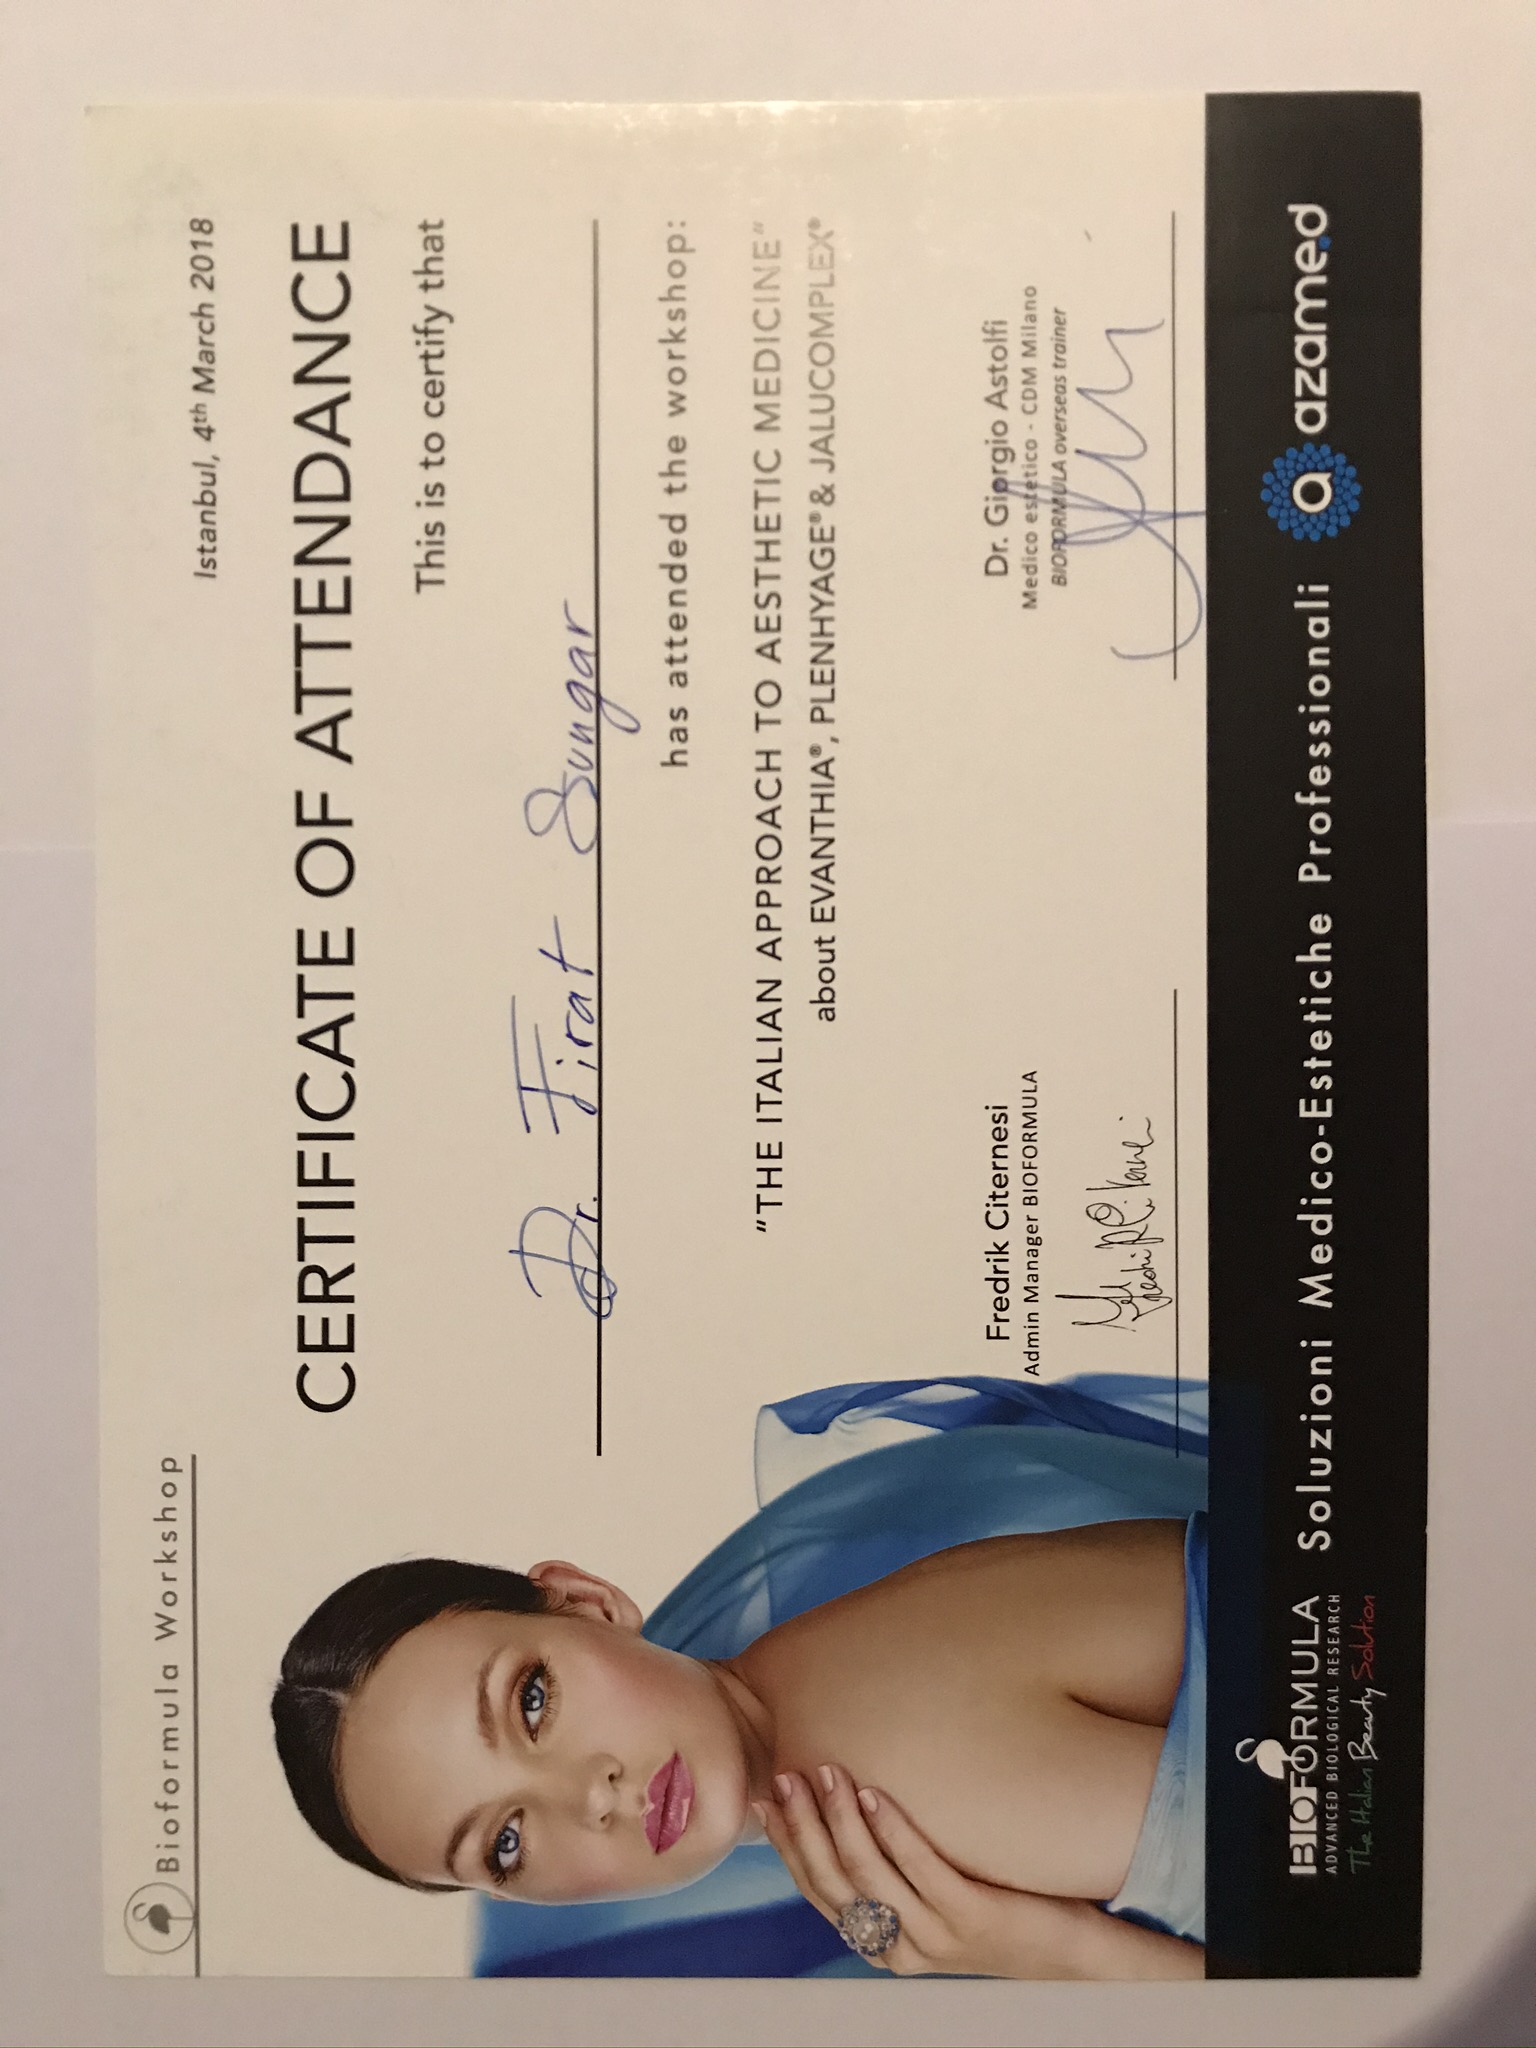 Bioformula Workshop
Istanbul, 4th March 2018
CERTIFICATE OF ATTENDANCE
This is to certify that
Dr. Firat Sungar
has attended the workshop:
"THE ITALIAN APPROACH TO AESTHETIC MEDICINE"
about EVANTHIA®, PLENHYAGE® & JALUCOMPLEX®
Fredrik Citernesi
Admin Manager BIOFORMULA
Dr. Giorgio Astolfi
Medico estetico - CDM Milano
BIOFORMULA overseas trainer
BIOFORMULA
ADVANCED BIOLOGICAL RESEARCH
The Italian Beauty Solution
Soluzioni Medico-Estetiche Professionali
a azamed